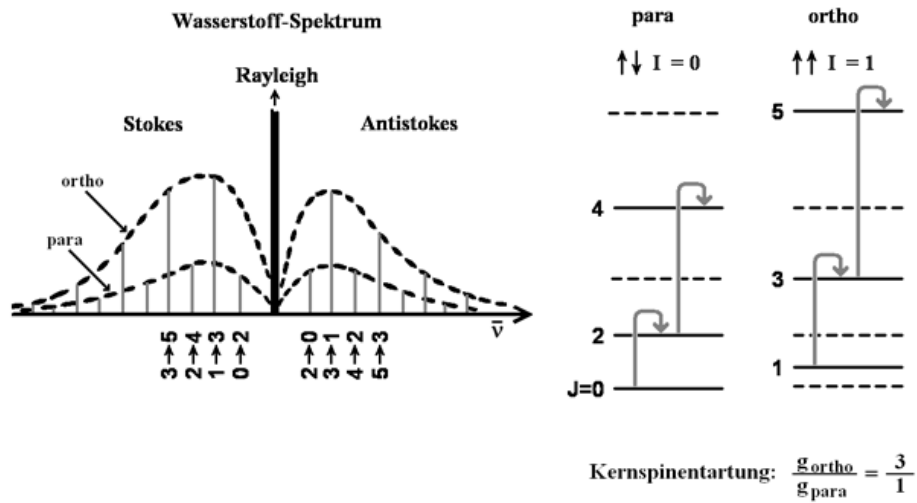 Wasserstoff-Spektrum
Rayleigh
Stokes
Antistokes
ortho
para
ν̄
3→5
2→4
1→3
0→2
2→0
3→1
4→2
5→3
para
ortho
↑↓ I = 0
↑↑ I = 1
5
4
3
2
1
J=0
Kernspinentartung: g_ortho / g_para = 3 / 1